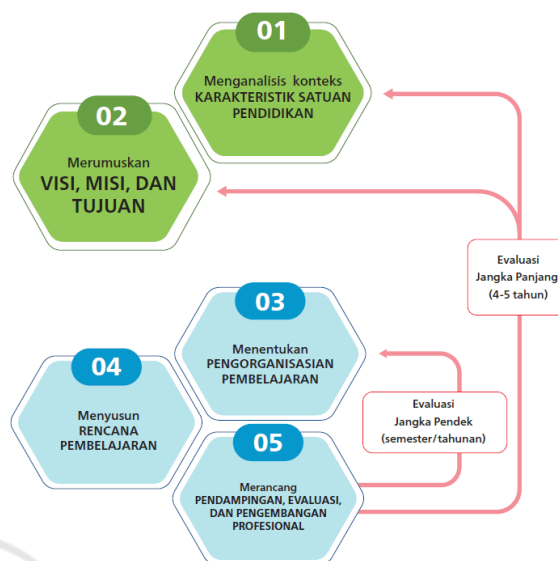 01
Menganalisis konteks
KARAKTERISTIK SATUAN
PENDIDIKAN
02
Merumuskan
VISI, MISI, DAN
TUJUAN
Evaluasi
Jangka Panjang
(4-5 tahun)
03
Menentukan
PENGORGANISASIAN
PEMBELAJARAN
04
Menyusun
RENCANA
PEMBELAJARAN
Evaluasi
Jangka Pendek
(semester/tahunan)
05
Merancang
PENDAMPINGAN, EVALUASI,
DAN PENGEMBANGAN
PROFESIONAL